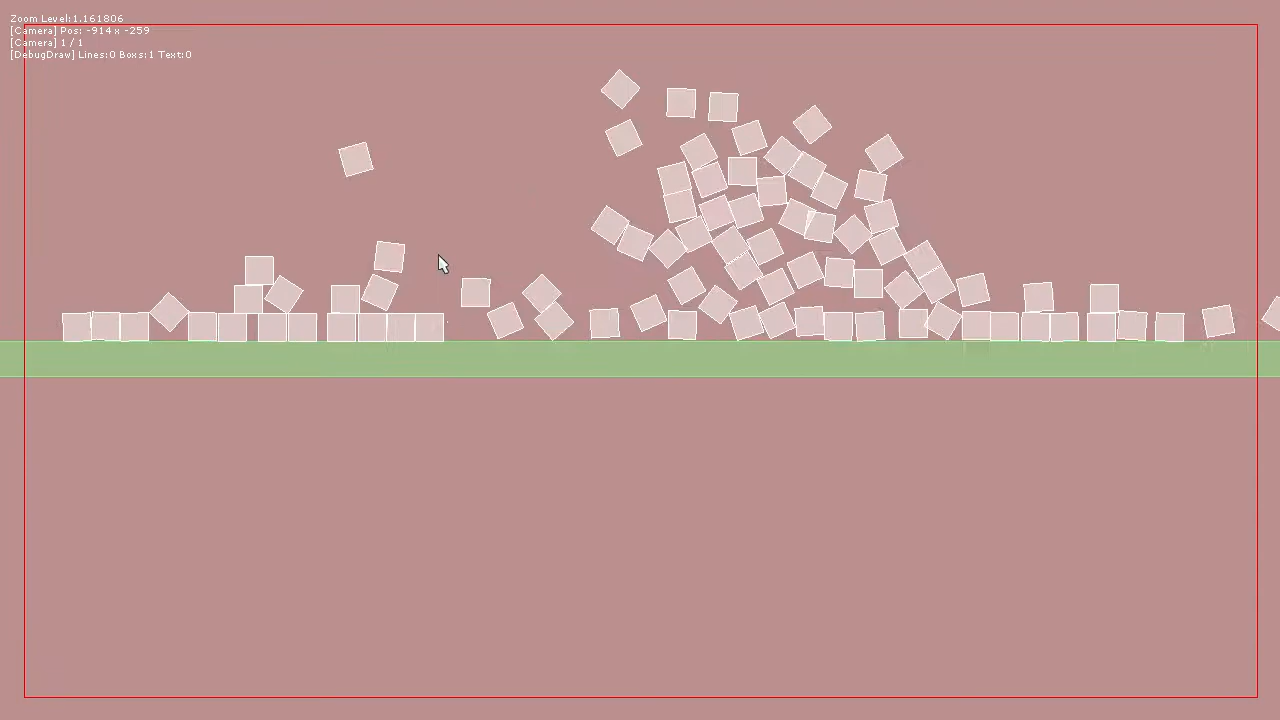 Zoom Level:1.161806
[Camera] Pos: -914 x -259
[Camera] 1 / 1
[DebugDraw] Lines:0 Boxs:1 Text:0